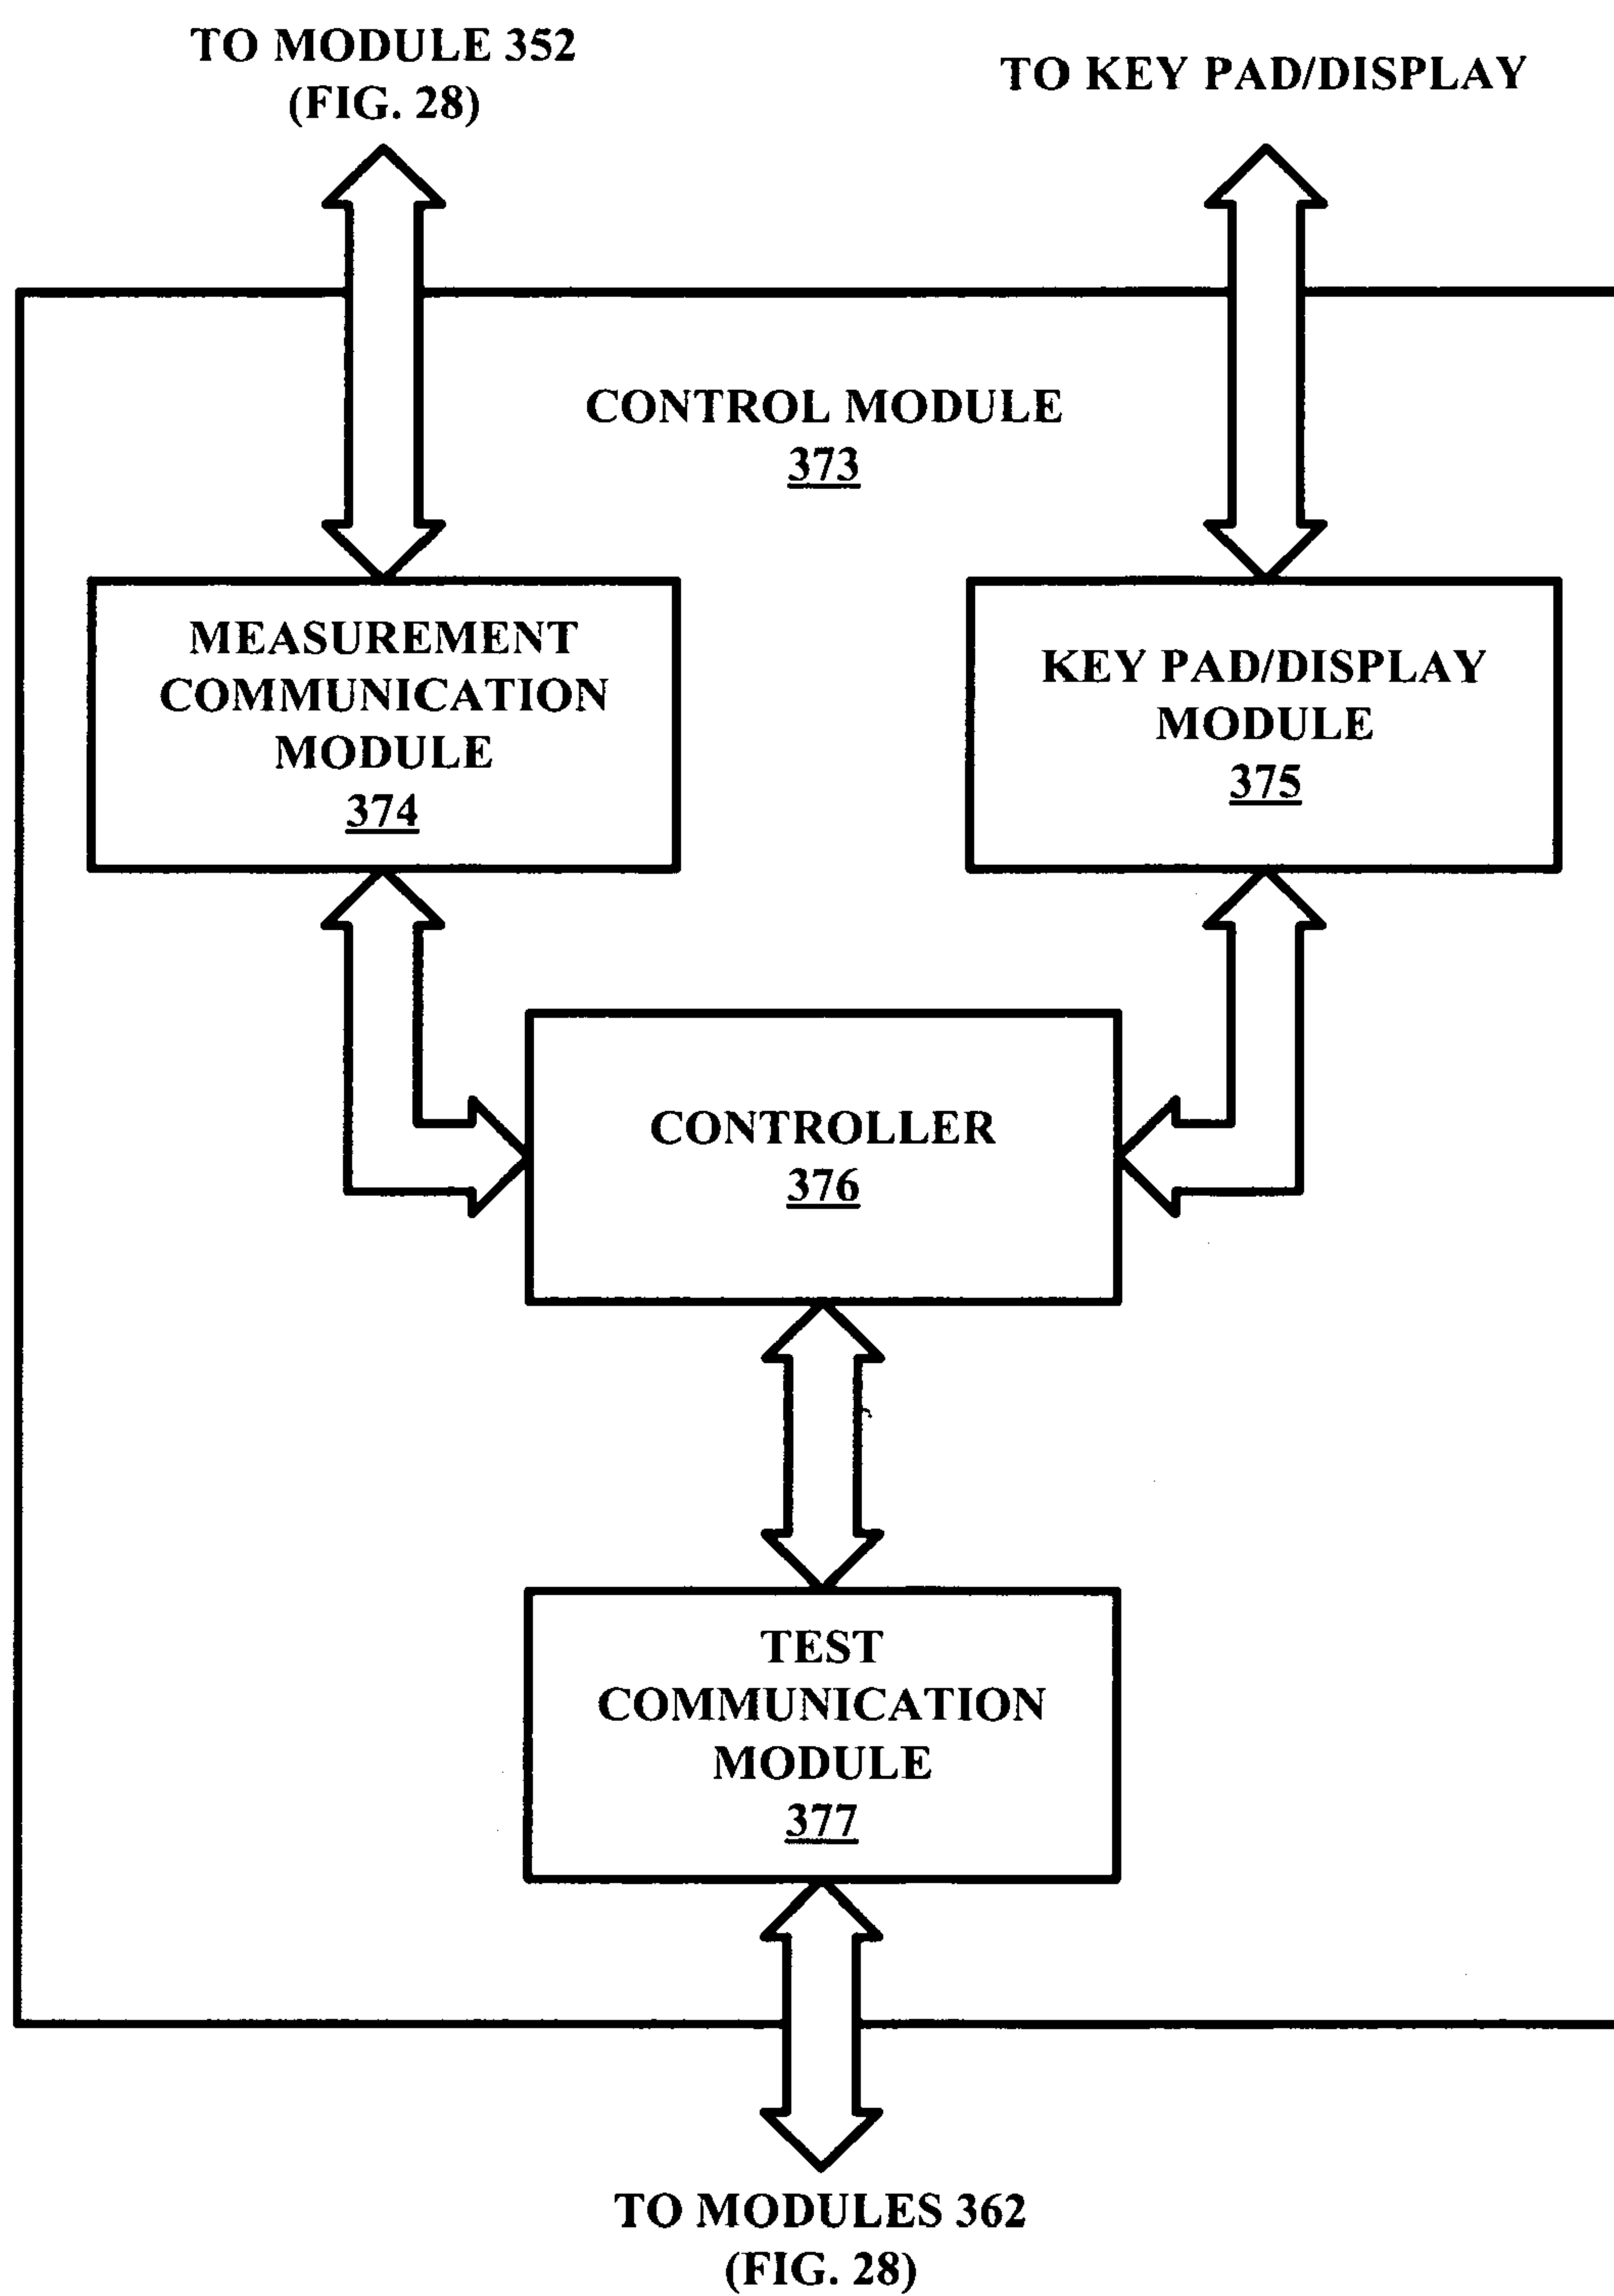 TO MODULE 352
(FIG. 28)
TO KEY PAD/DISPLAY
CONTROL MODULE
373
MEASUREMENT
COMMUNICATION
MODULE
374
KEY PAD/DISPLAY
MODULE
375
CONTROLLER
376
TEST
COMMUNICATION
MODULE
377
TO MODULES 362
(FIG. 28)